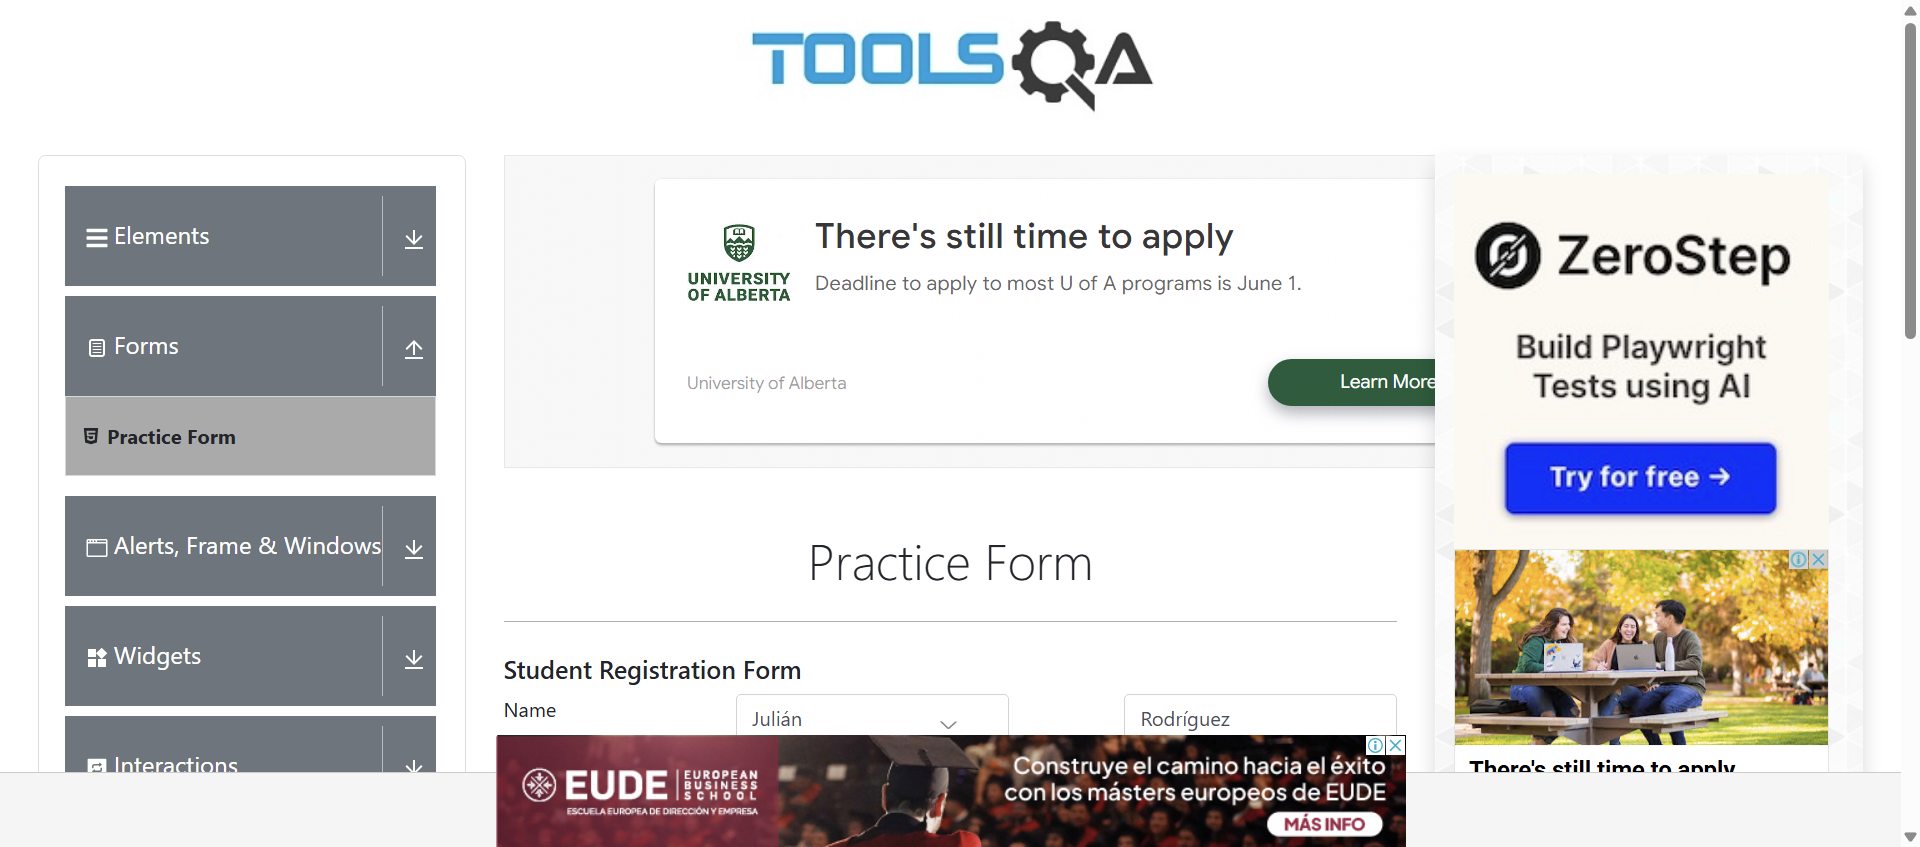 TOOLSQA
Elements
Forms
Practice Form
Alerts, Frame & Windows
Widgets
Interactions
UNIVERSITY
OF ALBERTA
There's still time to apply
Deadline to apply to most U of A programs is June 1.
University of Alberta
Learn More
Practice Form
Student Registration Form
Name
Julián
Rodríguez
ZeroStep
Build Playwright
Tests using AI
Try for free →
There's still time to apply
EUDE
EUROPEAN
BUSINESS
SCHOOL
ESCUELA EUROPEA DE DIRECCIÓN Y EMPRESA
Construye el camino hacia el éxito
con los másters europeos de EUDE
MÁS INFO